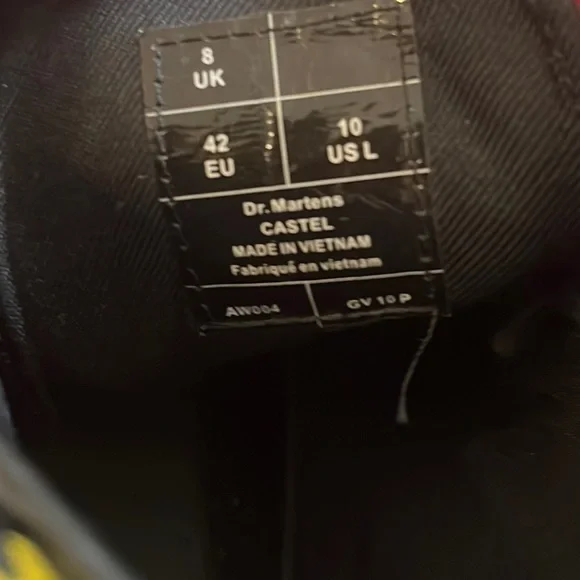 8
UK
42
EU
10
US L
Dr. Martens
CASTEL
MADE IN VIETNAM
Fabriqué en vietnam
AW004
GV 10 P